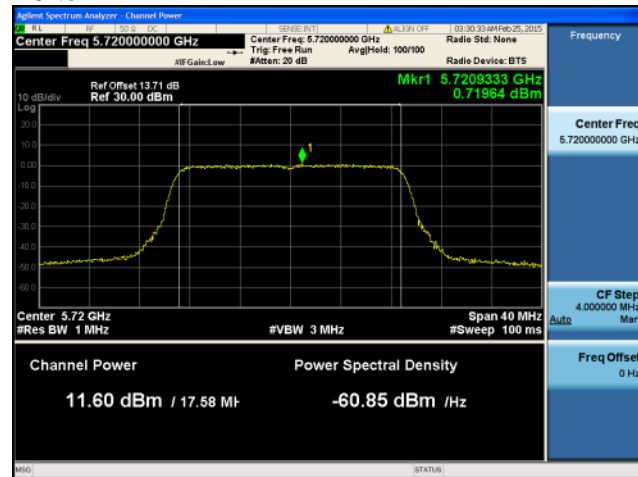 Agilent Spectrum Analyzer - Channel Power
RL RF 50 Ω DC SENSE:INT ALIGN OFF 03:30:33 AM Feb 25, 2015
Center Freq 5.720000000 GHz
Center Freq: 5.720000000 GHz
Radio Std: None
Trig: Free Run Avg|Hold: 100/100
#IFGain:Low #Atten: 20 dB Radio Device: BTS
Frequency
Mkr1 5.7209333 GHz
0.71964 dBm
Ref Offset 13.71 dB
10 dB/div Ref 30.00 dBm
Log
20.0
10.0
0.00
-10.0
-20.0
-30.0
-40.0
-50.0
-60.0
1
Center 5.72 GHz Span 40 MHz
#Res BW 1 MHz #VBW 3 MHz #Sweep 100 ms
Center Freq
5.720000000 GHz
CF Step
4.000000 MHz
Auto Man
Freq Offset
0 Hz
Channel Power Power Spectral Density
11.60 dBm / 17.58 MH -60.85 dBm /Hz
MSG STATUS